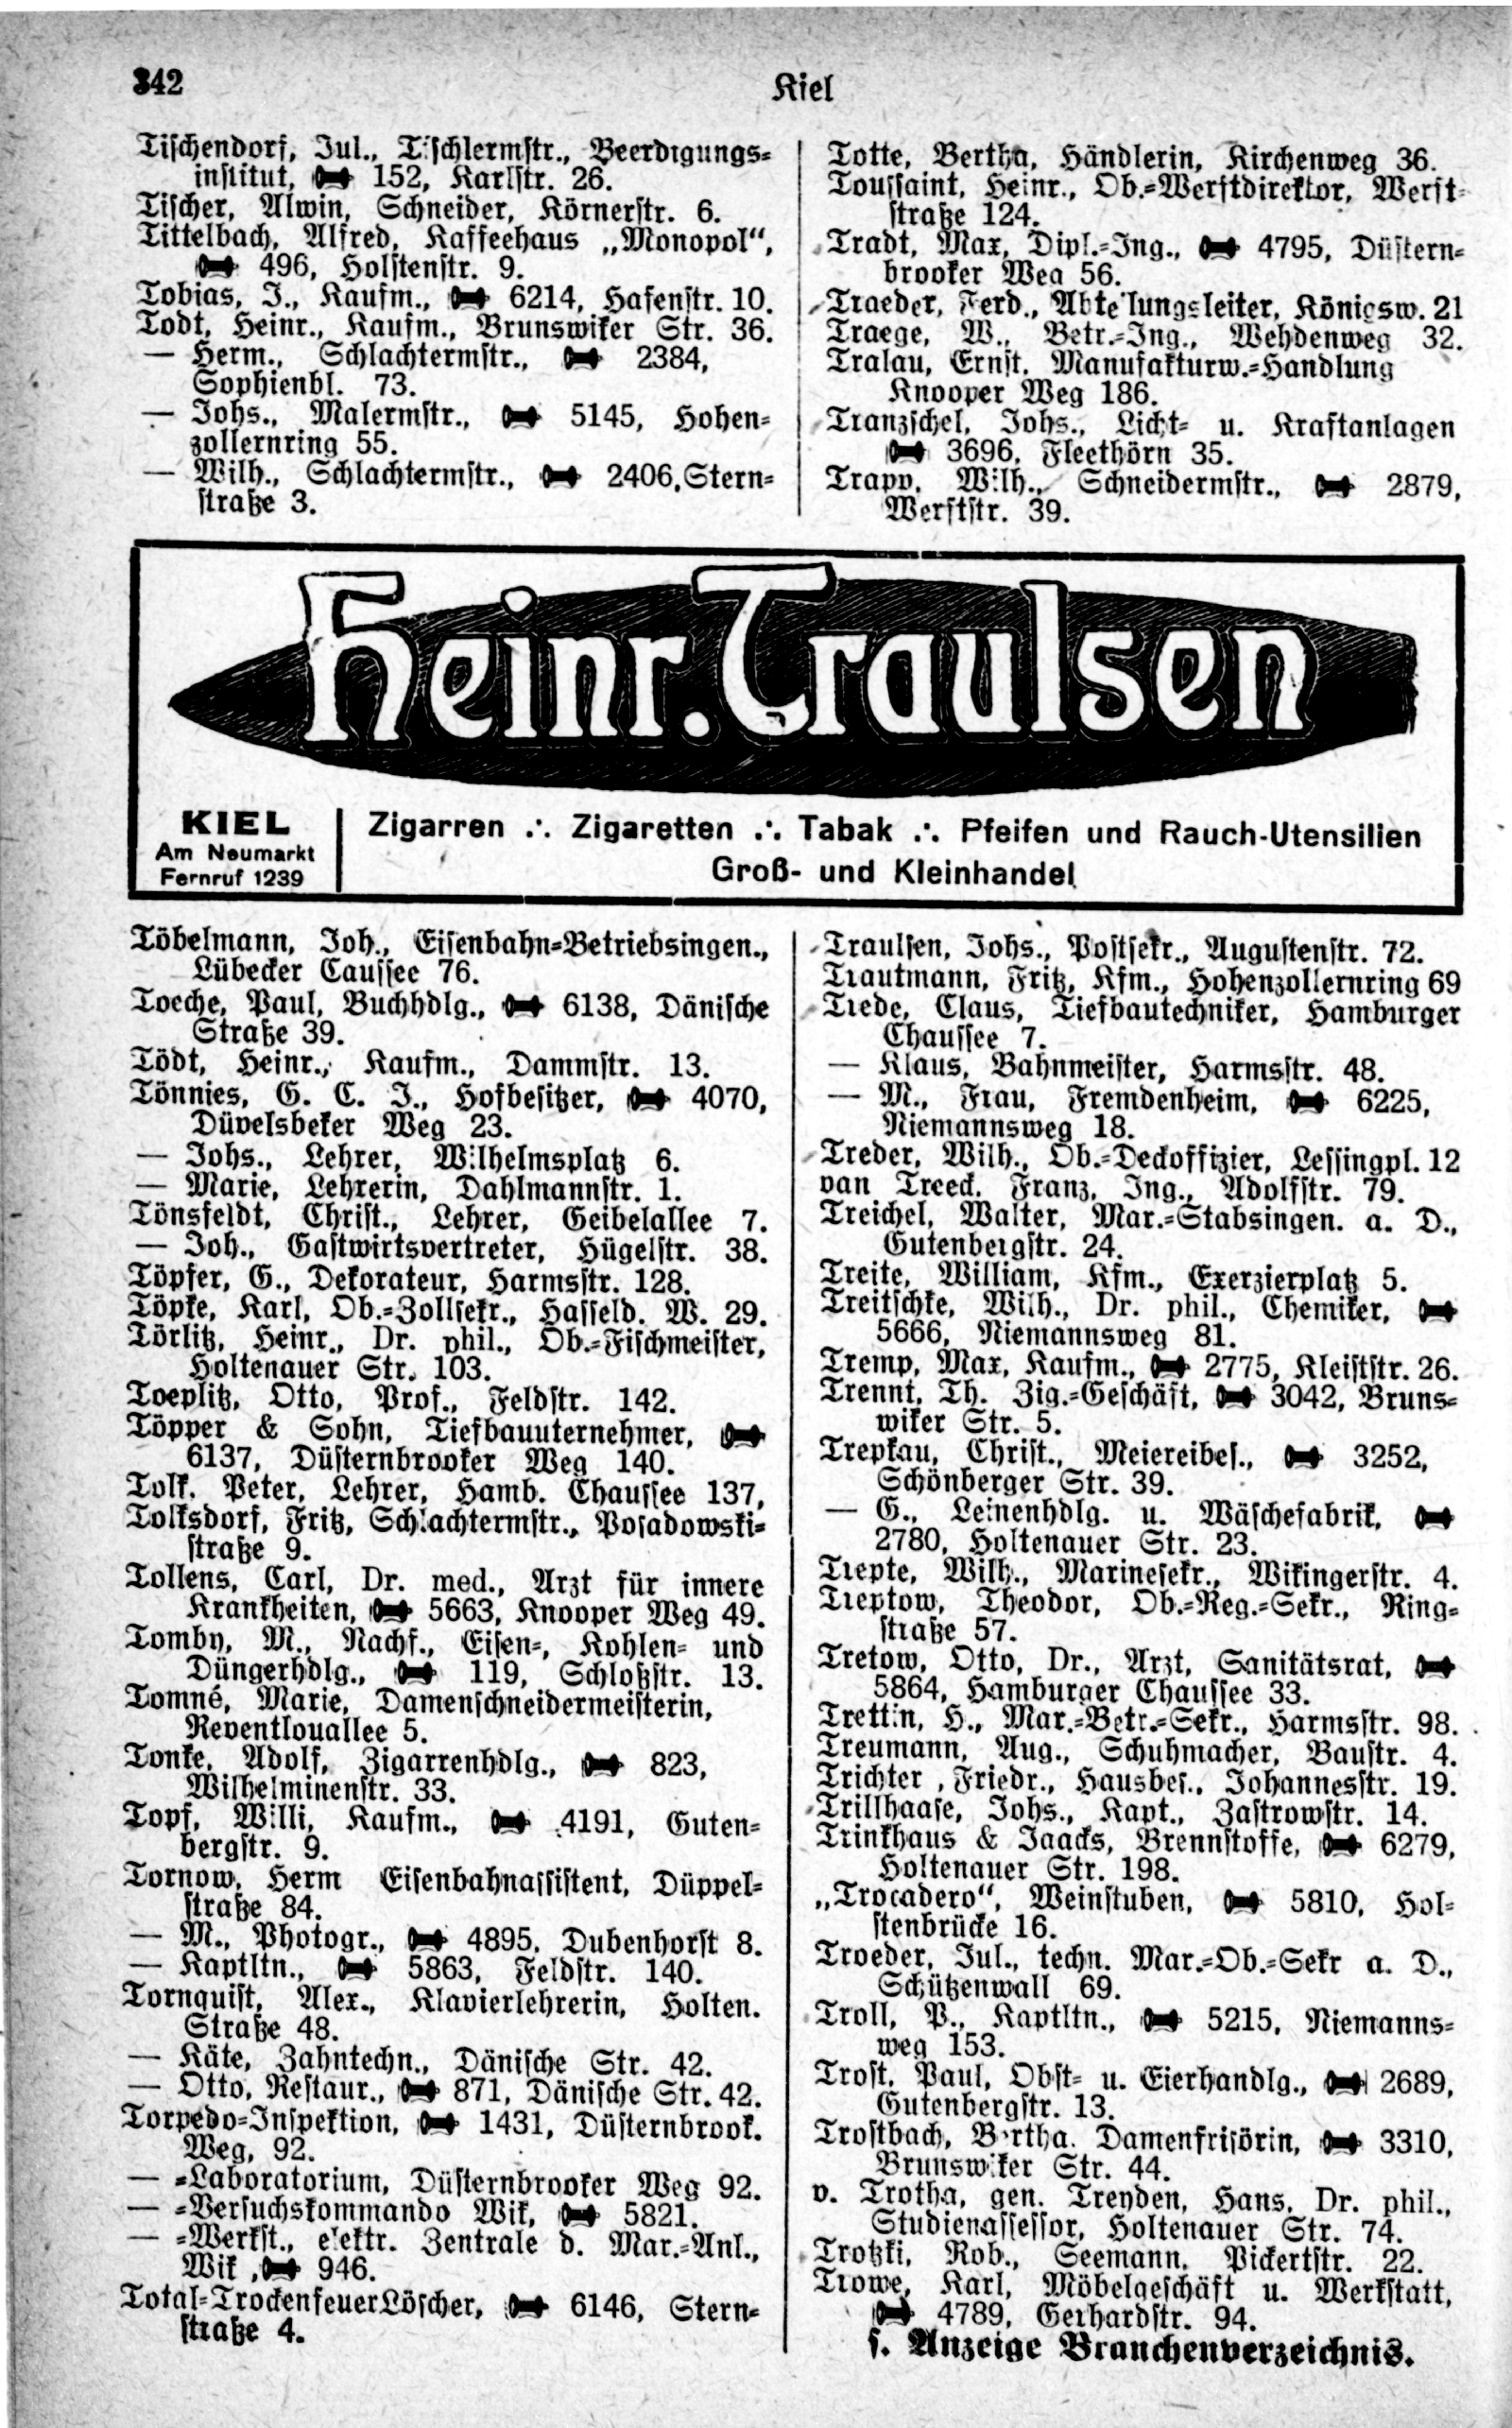 342
Kiel
Tischendorf, Jul., Tischlermstr., Beerdigungs-
institut, 152, Karlstr. 26.
Tischer, Alwin, Schneider, Körnerstr. 6.
Tittelbach, Alfred, Kaffeehaus „Monopol“,
496, Holstenstr. 9.
Tobias, J., Kaufm., 6214, Hafenstr. 10.
Todt, Heinr., Kaufm., Brunswiker Str. 36.
— Herm., Schlachtermstr., 2384,
Sophienbl. 73.
— Johs., Malermstr., 5145, Hohen-
zollernring 55.
— Wilh., Schlachtermstr., 2406, Stern-
straße 3.
Totte, Bertha, Händlerin, Kirchenweg 36.
Toussaint, Heinr., Ob.-Werftdirektor, Werft-
straße 124.
Tradt, Max, Dipl.-Ing., 4795, Düstern-
brooker Weg 56.
Traeder, Ferd., Abteilungsleiter, Königsw. 21
Traege, W., Betr.-Ing., Wehdenweg 32.
Tralau, Ernst, Manufakturw.-Handlung
Knooper Weg 186.
Tranzschel, Johs., Licht- u. Kraftanlagen
3696, Fleethörn 35.
Trapp, Wilh., Schneidermstr., 2879,
Werftstr. 39.
Heinr. Traulsen
KIEL
Am Neumarkt
Fernruf 1239
Zigarren ∴ Zigaretten ∴ Tabak ∴ Pfeifen und Rauch-Utensilien
Groß- und Kleinhandel
Töbelmann, Joh., Eisenbahn-Betriebsingen.,
Lübecker Caussee 76.
Toeche, Paul, Buchhdlg., 6138, Dänische
Straße 39.
Tödt, Heinr., Kaufm., Dammstr. 13.
Tönnies, G. C. J., Hofbesitzer, 4070,
Düvelsbeker Weg 23.
— Johs., Lehrer, Wilhelmsplatz 6.
— Marie, Lehrerin, Dahlmannstr. 1.
Tönsfeldt, Christ., Lehrer, Geibelallee 7.
— Joh., Gastwirtsvertreter, Hügelstr. 38.
Töpfer, G., Dekorateur, Harmsstr. 128.
Töpke, Karl, Ob.-Zollsekr., Hasseld. W. 29.
Törlitz, Heinr., Dr. phil., Ob.-Fischmeister,
Holtenauer Str. 103.
Toeplitz, Otto, Prof., Feldstr. 142.
Töpper & Sohn, Tiefbauunternehmer,
6137, Düsternbrooker Weg 140.
Tolk, Peter, Lehrer, Hamb. Chaussee 137,
Tolksdorf, Fritz, Schlachtermstr., Posadowski-
straße 9.
Tollens, Carl, Dr. med., Arzt für innere
Krankheiten, 5663, Knooper Weg 49.
Tomby, M., Nachf., Eisen-, Kohlen- und
Düngerhdlg., 119, Schloßstr. 13.
Tomné, Marie, Damenschneidermeisterin,
Reventlouallee 5.
Tonke, Adolf, Zigarrenhdlg., 823,
Wilhelminenstr. 33.
Topf, Willi, Kaufm., 4191, Guten-
bergstr. 9.
Tornow, Herm Eisenbahnassistent, Düppel-
straße 84.
— M., Photogr., 4895, Dubenhorst 8.
— Kaptltn., 5863, Feldstr. 140.
Tornquist, Alex., Klavierlehrerin, Holten.
Straße 48.
— Käte, Zahntechn., Dänische Str. 42.
— Otto, Restaur., 871, Dänische Str. 42.
Torpedo-Inspektion, 1431, Düsternbrook.
Weg, 92.
— -Laboratorium, Düsternbrooker Weg 92.
— -Versuchskommando Wik, 5821.
— -Werkst., elektr. Zentrale d. Mar.-Anl.,
Wik, 946.
Total-TrockenfeuerLöscher, 6146, Stern-
straße 4.
Traulsen, Johs., Postsekr., Augustenstr. 72.
Trautmann, Fritz, Kfm., Hohenzollernring 69
Trede, Claus, Tiefbautechniker, Hamburger
Chaussee 7.
— Klaus, Bahnmeister, Harmsstr. 48.
— M., Frau, Fremdenheim, 6225,
Niemannsweg 18.
Treder, Wilh., Ob.-Deckoffizier, Lessingpl. 12
van Treeck, Franz, Ing., Adolfstr. 79.
Treichel, Walter, Mar.-Stabsingen. a. D.,
Gutenbergstr. 24.
Treite, William, Kfm., Exerzierplatz 5.
Treitschke, Wilh., Dr. phil., Chemiker,
5666, Niemannsweg 81.
Tremp, Max, Kaufm., 2775, Kleiststr. 26.
Trennt, Th. Zig.-Geschäft, 3042, Bruns-
wiker Str. 5.
Trepkau, Christ., Meiereibes., 3252,
Schönberger Str. 39.
— G., Leinenhdlg. u. Wäschefabrik,
2780, Holtenauer Str. 23.
Trepte, Wilh., Marinesekr., Wikingerstr. 4.
Treptow, Theodor, Ob.-Reg.-Sekr., Ring-
straße 57.
Tretow, Otto, Dr., Arzt, Sanitätsrat,
5864, Hamburger Chaussee 33.
Trettin, H., Mar.-Betr.-Sekr., Harmsstr. 98.
Treumann, Aug., Schuhmacher, Baustr. 4.
Trichter, Friedr., Hausbes., Johannesstr. 19.
Trillhaase, Johs., Kapt., Zastrowstr. 14.
Trinkhaus & Jaacks, Brennstoffe, 6279,
Holtenauer Str. 198.
„Trocadero“, Weinstuben, 5810, Hol-
stenbrücke 16.
Troeder, Jul., techn. Mar.-Ob.-Sekr a. D.,
Schützenwall 69.
Troll, P., Kaptltn., 5215, Niemanns-
weg 153.
Trost, Paul, Obst- u. Eierhandlg., 2689,
Gutenbergstr. 13.
Trostbach, Bertha, Damenfrisörin, 3310,
Brunswiker Str. 44.
v. Trotha, gen. Treyden, Hans, Dr. phil.,
Studienassessor, Holtenauer Str. 74.
Trotzki, Rob., Seemann, Pickertstr. 22.
Trowe, Karl, Möbelgeschäft u. Werkstatt,
4789, Gerhardstr. 94.
s. Anzeige Branchenverzeichnis.